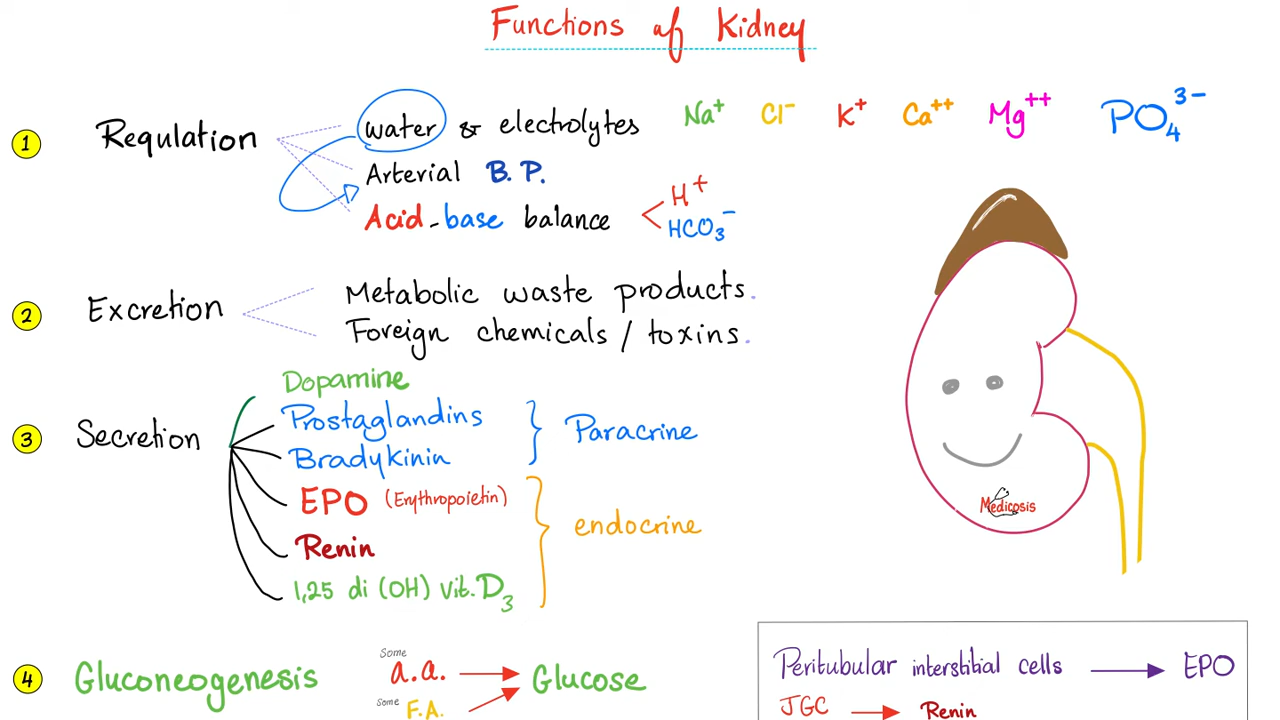 Functions of Kidney
1 Regulation
water & electrolytes Na⁺ Cl⁻ K⁺ Ca⁺⁺ Mg⁺⁺ PO₄³⁻
Arterial B.P.
Acid-base balance H⁺
HCO₃⁻
2 Excretion
Metabolic waste products.
Foreign chemicals / toxins.
3 Secretion
Dopamine
Prostaglandins
Bradykinin
Paracrine
EPO (Erythropoietin)
Renin
1,25 di (OH) vit. D₃
endocrine
Medicosis
4 Gluconeogenesis
Some a.a. → Glucose
Some F.A.
Peritubular interstitial cells → EPO
JGC → Renin